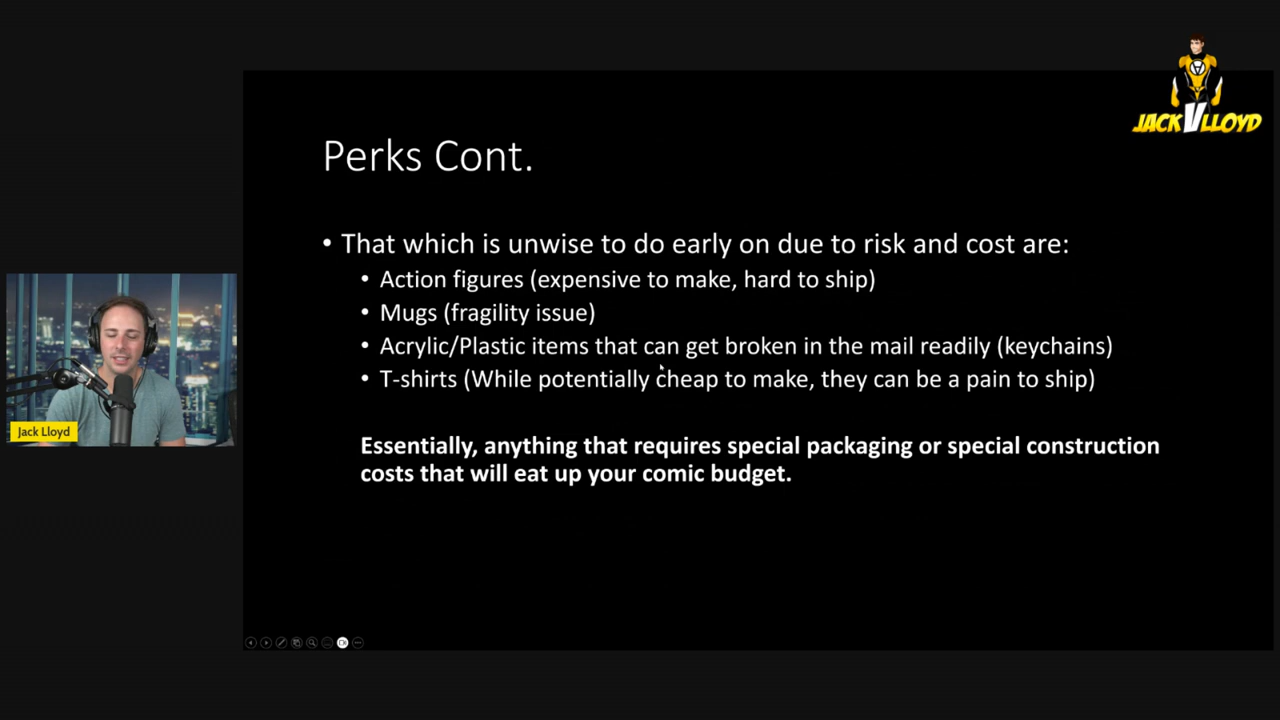 JACK V LLOYD
Perks Cont.
• That which is unwise to do early on due to risk and cost are:
• Action figures (expensive to make, hard to ship)
• Mugs (fragility issue)
• Acrylic/Plastic items that can get broken in the mail readily (keychains)
• T-shirts (While potentially cheap to make, they can be a pain to ship)
Essentially, anything that requires special packaging or special construction
costs that will eat up your comic budget.
Jack Lloyd